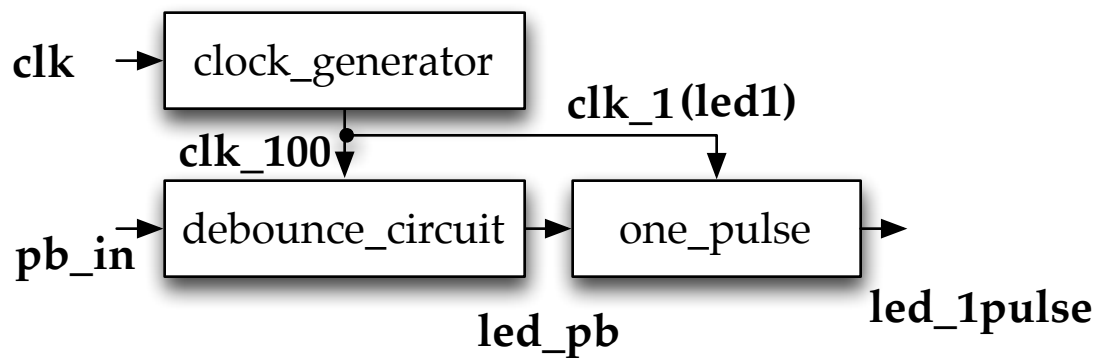 clk
clock_generator
clk_1 (led1)
clk_100
pb_in
debounce_circuit
one_pulse
led_pb
led_1pulse